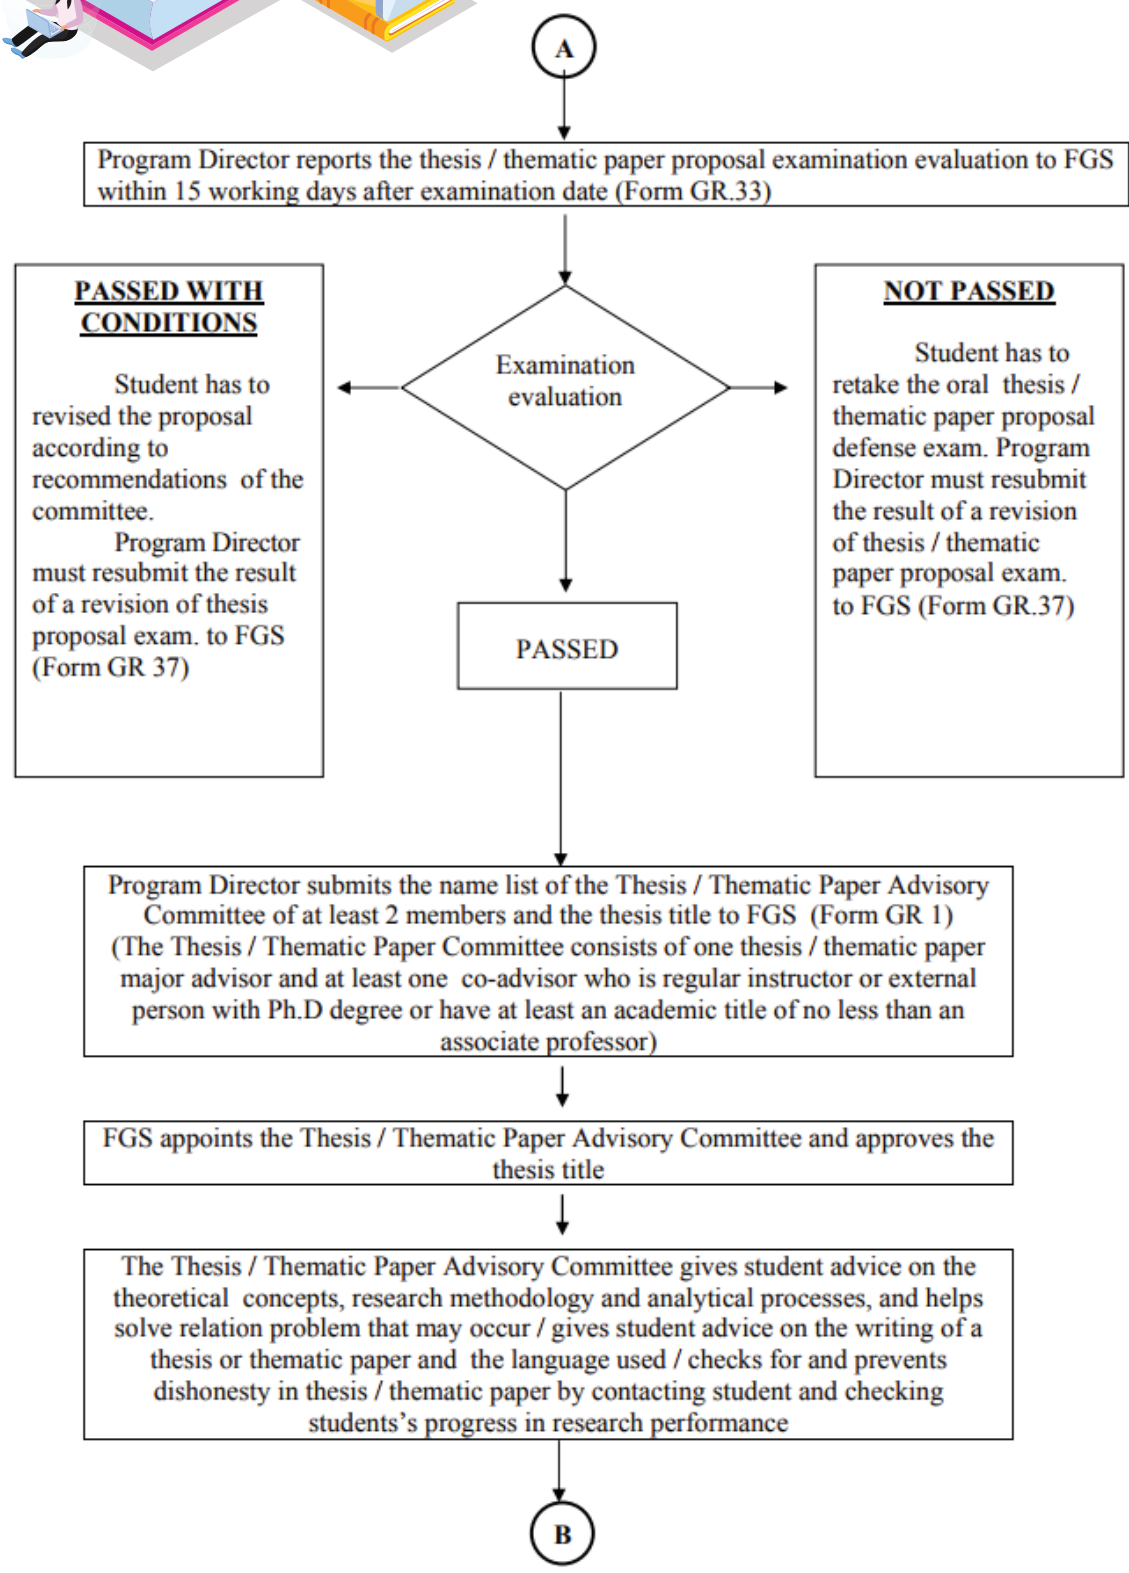 A
Program Director reports the thesis / thematic paper proposal examination evaluation to FGS
within 15 working days after examination date (Form GR.33)
PASSED WITH
CONDITIONS
Student has to
revised the proposal
according to
recommendations of the
committee.
Program Director
must resubmit the result
of a revision of thesis
proposal exam. to FGS
(Form GR 37)
Examination
evaluation
NOT PASSED
Student has to
retake the oral thesis /
thematic paper proposal
defense exam. Program
Director must resubmit
the result of a revision
of thesis / thematic
paper proposal exam.
to FGS (Form GR.37)
PASSED
Program Director submits the name list of the Thesis / Thematic Paper Advisory
Committee of at least 2 members and the thesis title to FGS (Form GR 1)
(The Thesis / Thematic Paper Committee consists of one thesis / thematic paper
major advisor and at least one co-advisor who is regular instructor or external
person with Ph.D degree or have at least an academic title of no less than an
associate professor)
FGS appoints the Thesis / Thematic Paper Advisory Committee and approves the
thesis title
The Thesis / Thematic Paper Advisory Committee gives student advice on the
theoretical concepts, research methodology and analytical processes, and helps
solve relation problem that may occur / gives student advice on the writing of a
thesis or thematic paper and the language used / checks for and prevents
dishonesty in thesis / thematic paper by contacting student and checking
students’s progress in research performance
B